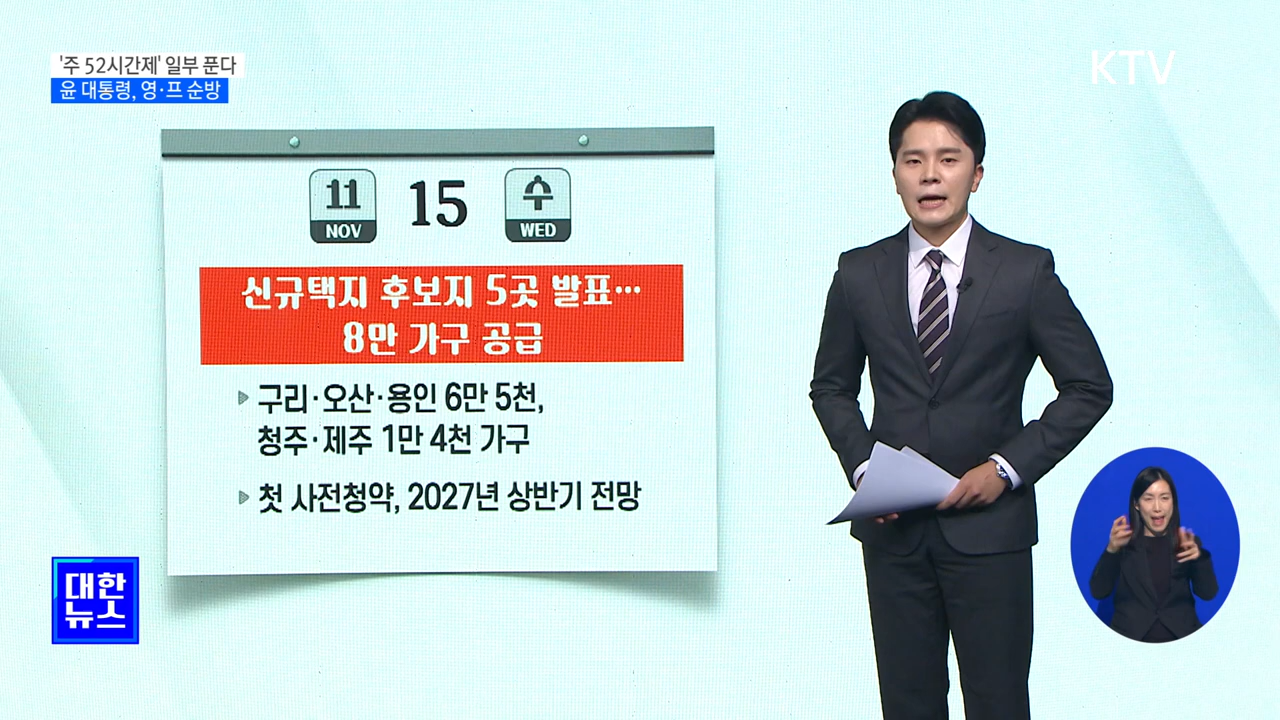 '주 52시간제' 일부 푼다
윤 대통령, 영·프 순방
KTV
11 15 수
NOV WED
신규택지 후보지 5곳 발표…
8만 가구 공급
구리·오산·용인 6만 5천,
청주·제주 1만 4천 가구
첫 사전청약, 2027년 상반기 전망
대한
뉴스